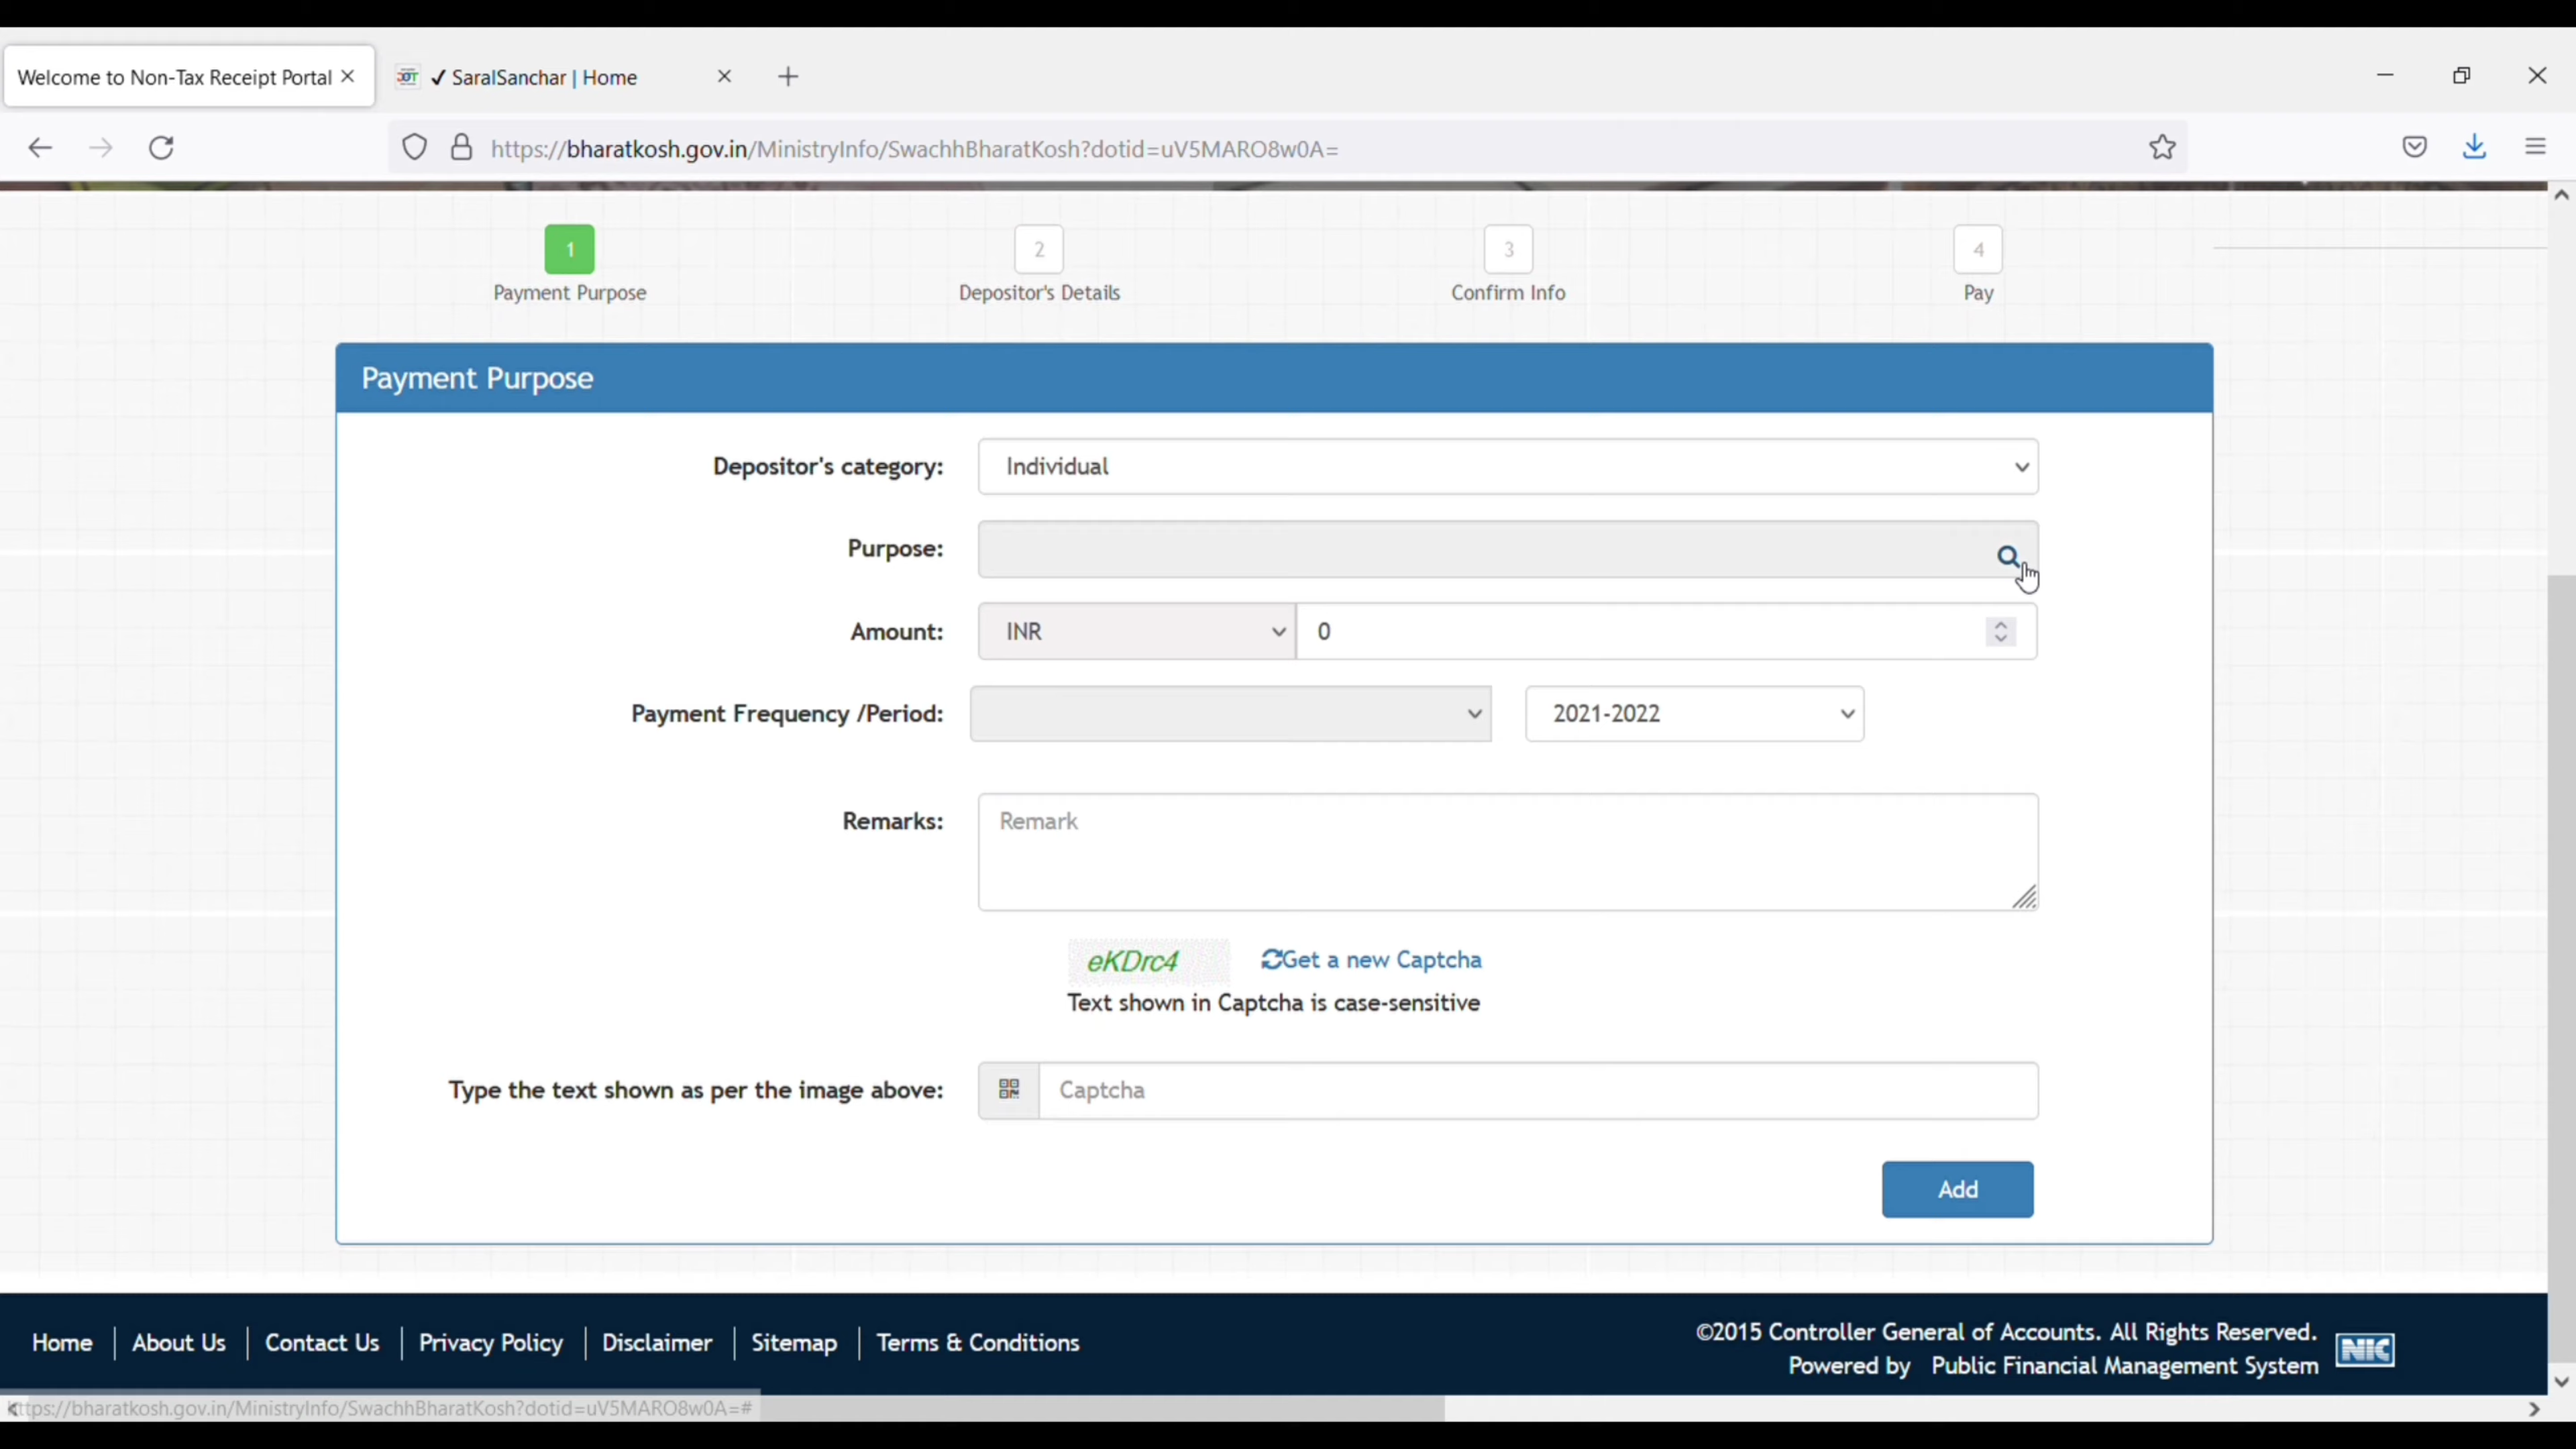 Welcome to Non-Tax Receipt Portal
✓ SaralSanchar | Home
https://bharatkosh.gov.in/MinistryInfo/SwachhBharatKosh?dotid=uV5MARO8w0A=
1
2
3
4
Payment Purpose
Depositor's Details
Confirm Info
Pay
Payment Purpose
Depositor's category: Individual
Purpose:
Amount: INR 0
Payment Frequency /Period: 2021-2022
Remarks: Remark
eKDrc4 Get a new Captcha
Text shown in Captcha is case-sensitive
Type the text shown as per the image above: Captcha
Add
Home | About Us | Contact Us | Privacy Policy | Disclaimer | Sitemap | Terms & Conditions
©2015 Controller General of Accounts. All Rights Reserved.
Powered by Public Financial Management System
NIC
https://bharatkosh.gov.in/MinistryInfo/SwachhBharatKosh?dotid=uV5MARO8w0A=#